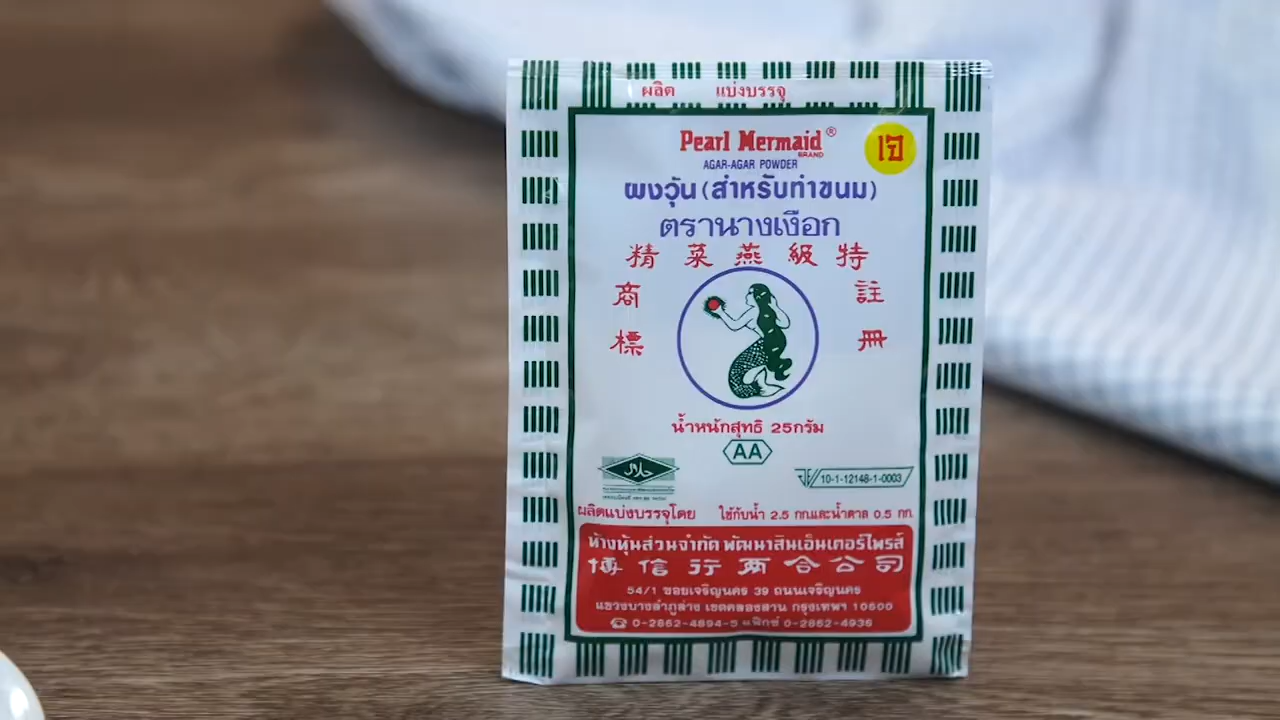 ผลิต แบ่งบรรจุ
Pearl Mermaid®
BRAND
เจ
AGAR-AGAR POWDER
ผงวุ้น (สำหรับทำขนม)
ตรานางเงือก
精 菜 燕 級 特
商 註
標 冊
น้ำหนักสุทธิ 25กรัม
AA
حلال
10-1-12148-1-0003
ผลิตแบ่งบรรจุโดย ใช้กับน้ำ 2.5 กก.และน้ำตาล 0.5 กก.
ห้างหุ้นส่วนจำกัด พัฒนาสินเอ็นเตอร์ไพรส์
博 信 行 兩 合 公 司
54/1 ซอยเจริญนคร 39 ถนนเจริญนคร
แขวงบางลำภูล่าง เขตคลองสาน กรุงเทพฯ 10600
☎ 0-2862-4894-5 แฟ็กซ์ 0-2862-4936